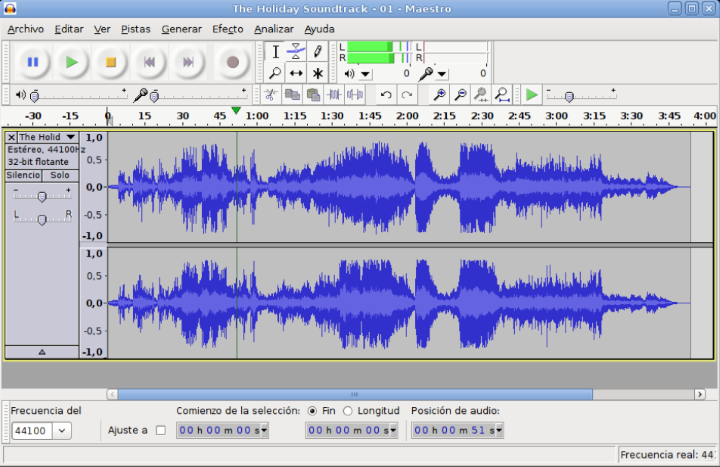 The Holiday Soundtrack - 01 - Maestro
Archivo Editar Ver Pistas Generar Efecto Analizar Ayuda
L
R
L
R
0
0
-30 -15 0 15 30 45 1:00 1:15 1:30 1:45 2:00 2:15 2:30 2:45 3:00 3:15 3:30 3:45 4:00
The Holid
Estéreo, 44100Hz
32-bit flotante
Silencio Solo
- +
L R
1,0
0,5
0,0
-0,5
-1,0
1,0
0,5
0,0
-0,5
-1,0
Frecuencia del
44100
Ajuste a
Comienzo de la selección:
00 h 00 m 00 s
Fin Longitud
00 h 00 m 00 s
Posición de audio:
00 h 00 m 51 s
Frecuencia real: 441